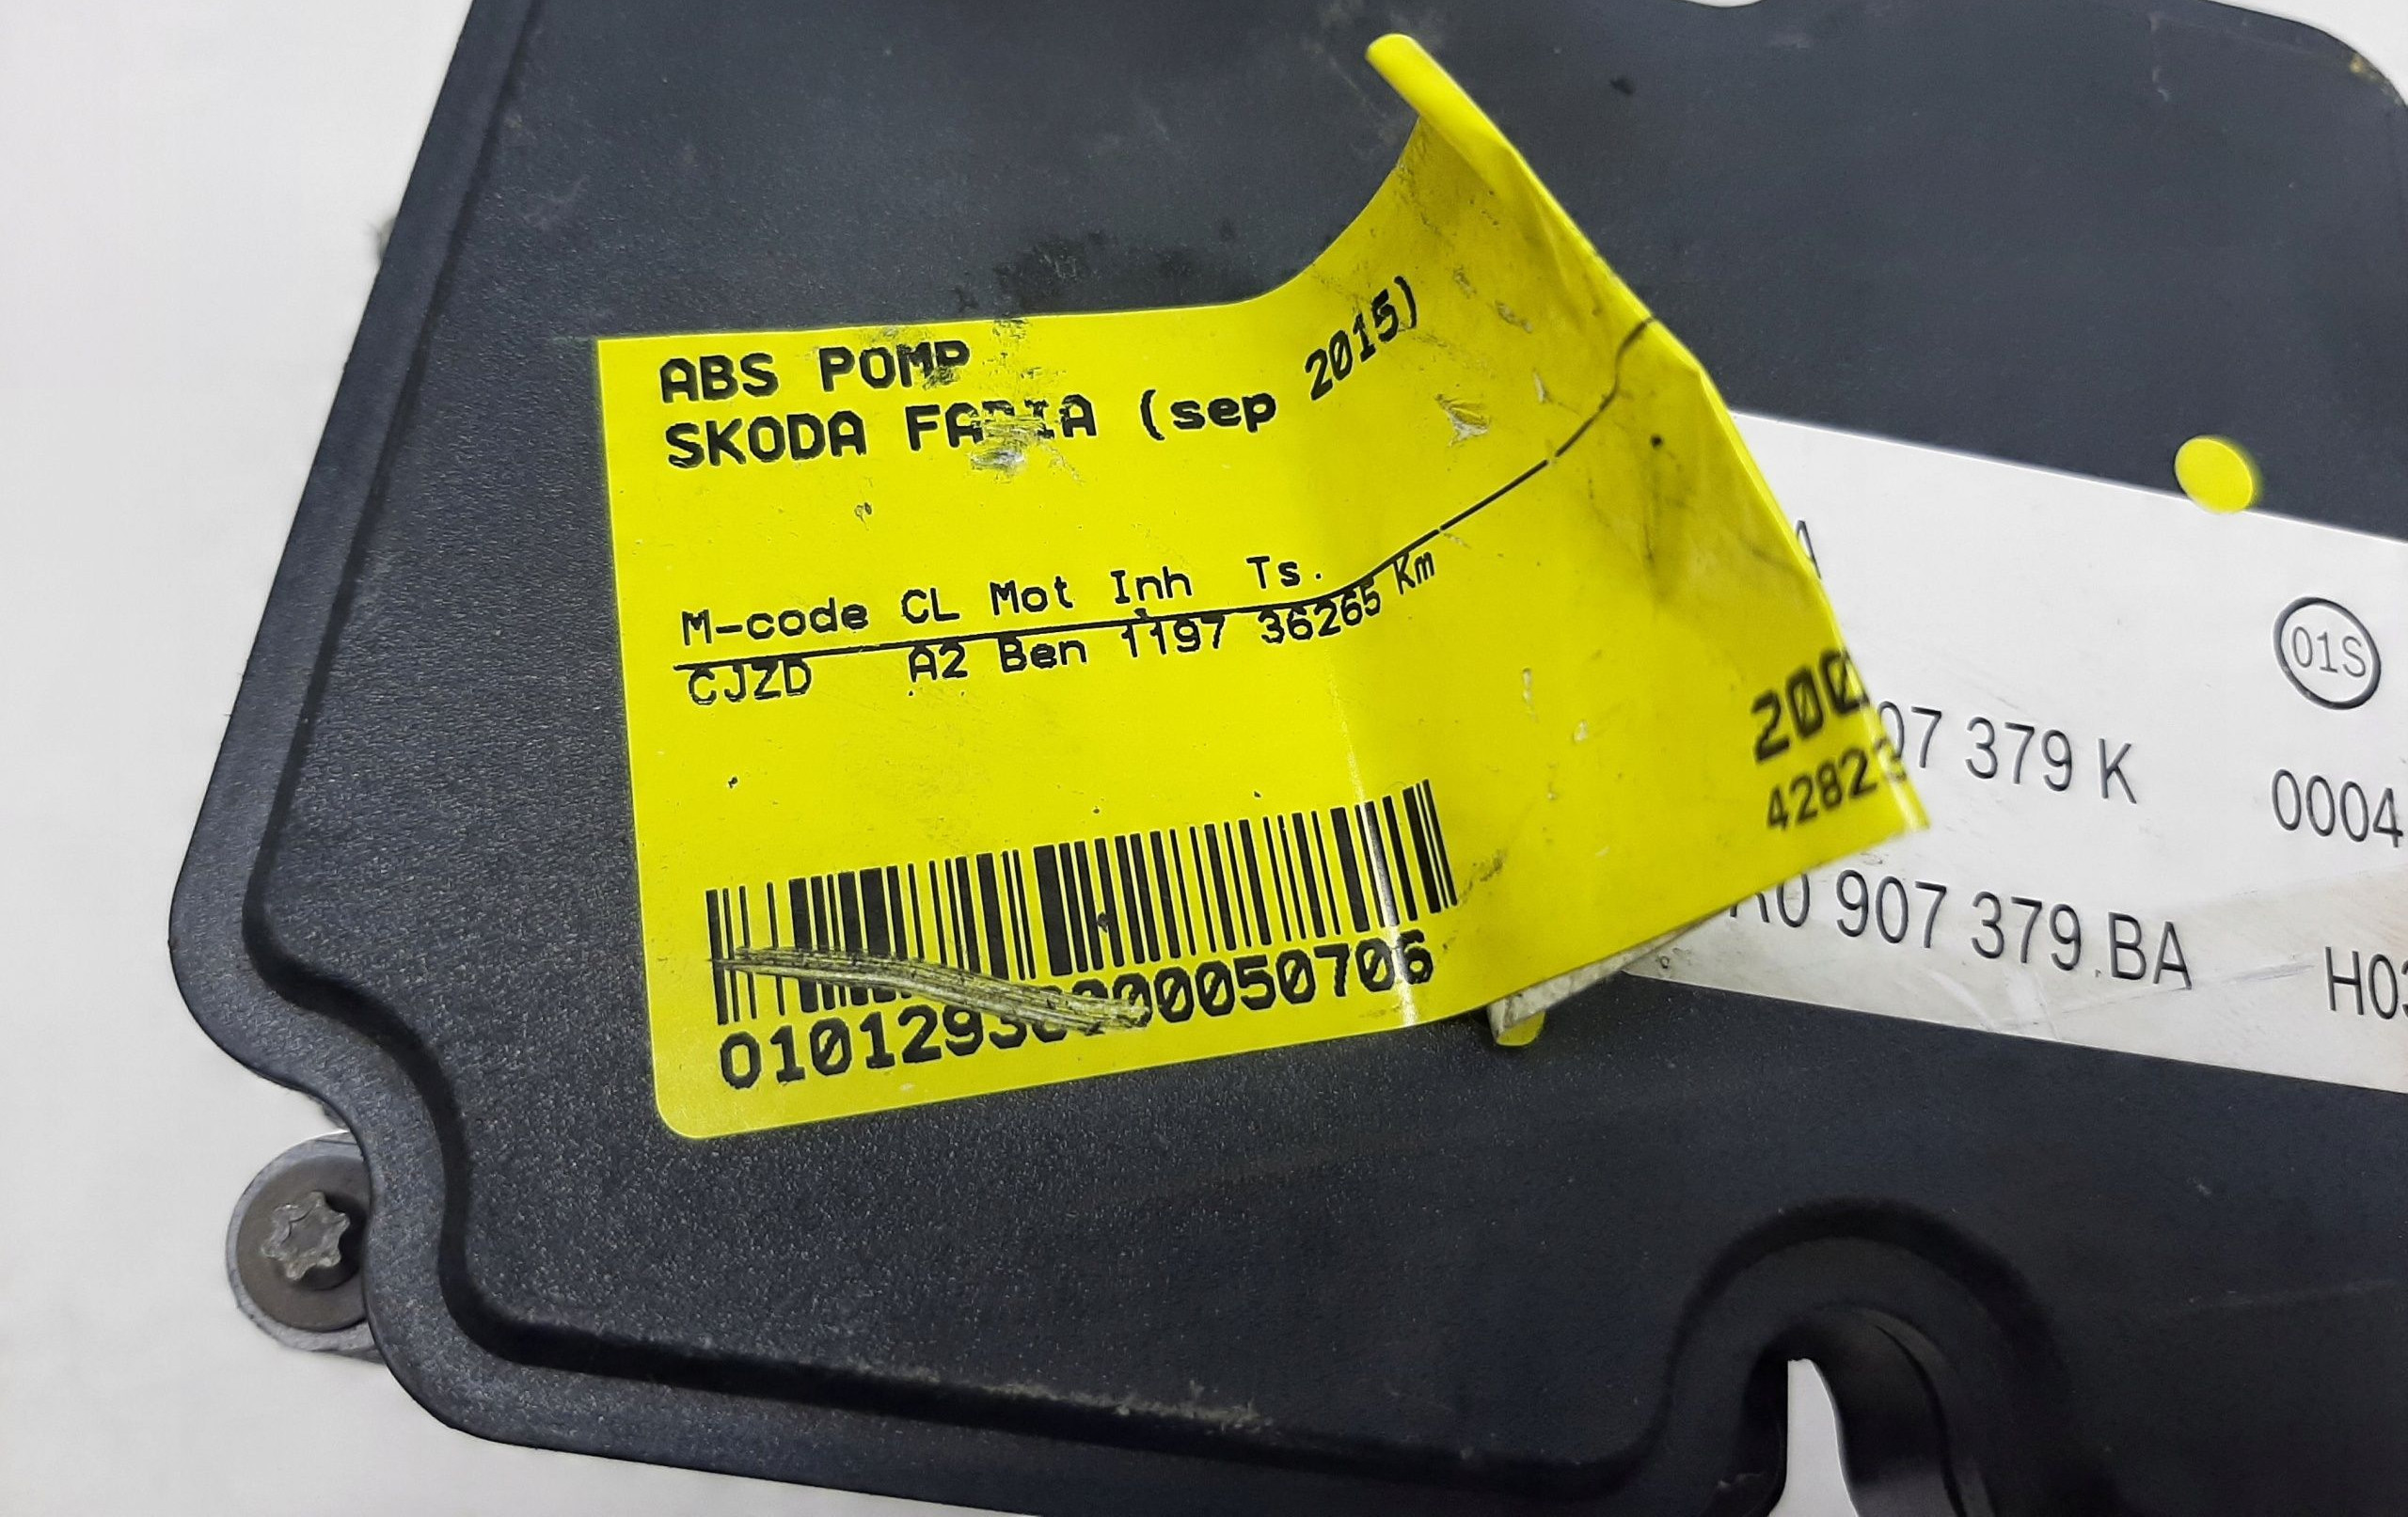 ABS POMP
SKODA FABIA (sep 2015)
M-code CL Mot Inh Ts.
CJZD A2 Ben 1197 36265 Km
01S
379 K
0004
907 379 BA